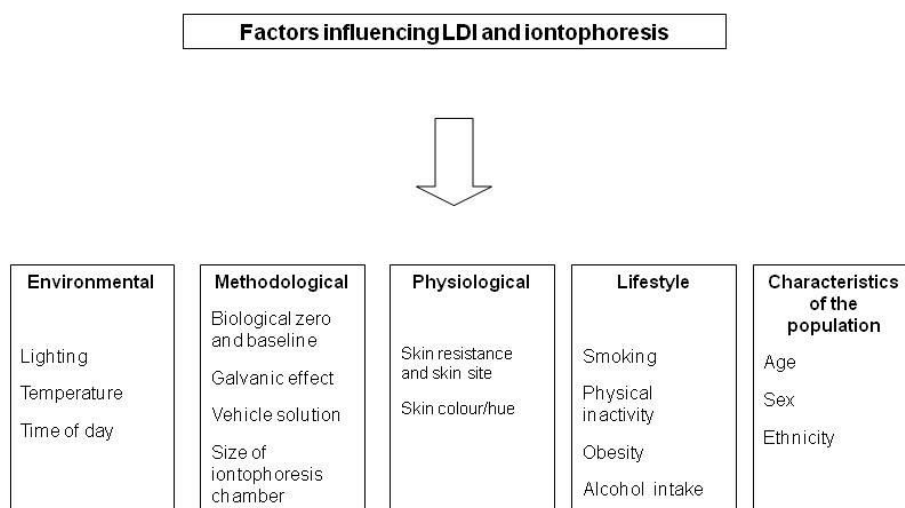 Factors influencing LDI and iontophoresis
Environmental
Lighting
Temperature
Time of day
Methodological
Biological zero
and baseline
Galvanic effect
Vehicle solution
Size of
iontophoresis
chamber
Physiological
Skin resistance
and skin site
Skin colour/hue
Lifestyle
Smoking
Physical
inactivity
Obesity
Alcohol intake
Characteristics
of the
population
Age
Sex
Ethnicity